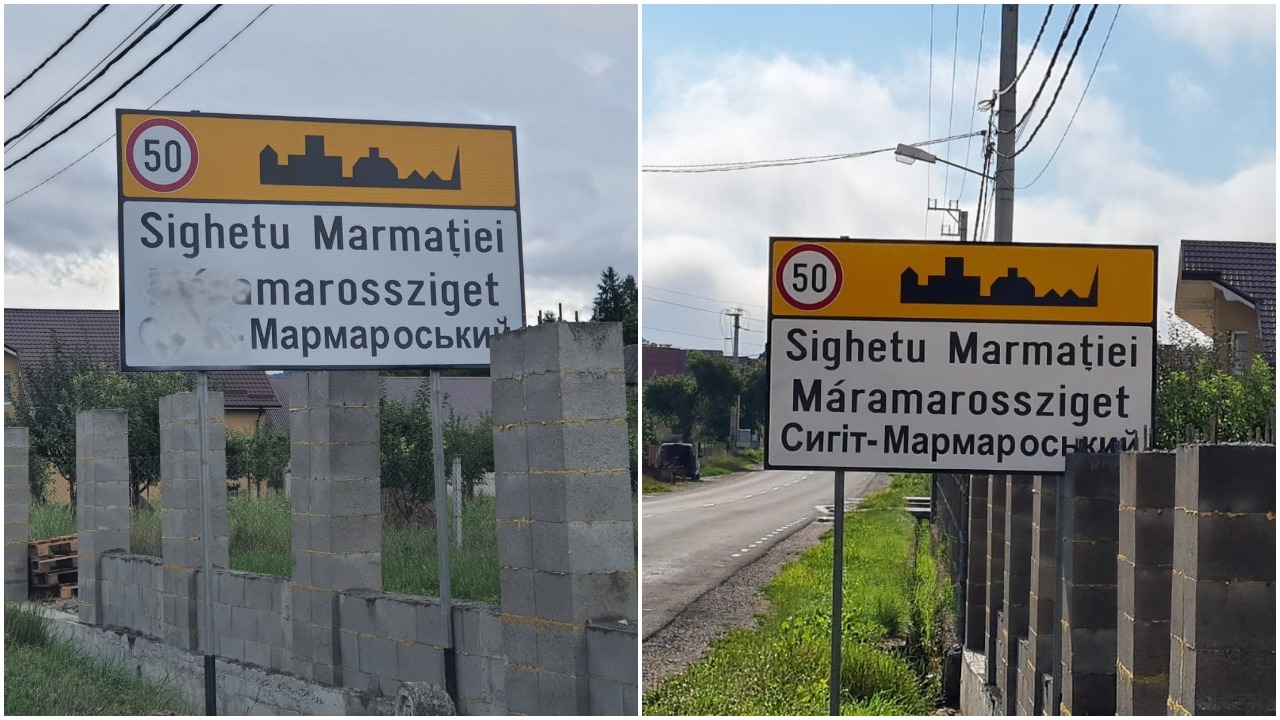 50
Sighetu Marmației
amarossziget
-Мармароський
50
Sighetu Marmației
Máramarossziget
Сигіт-Мармароський